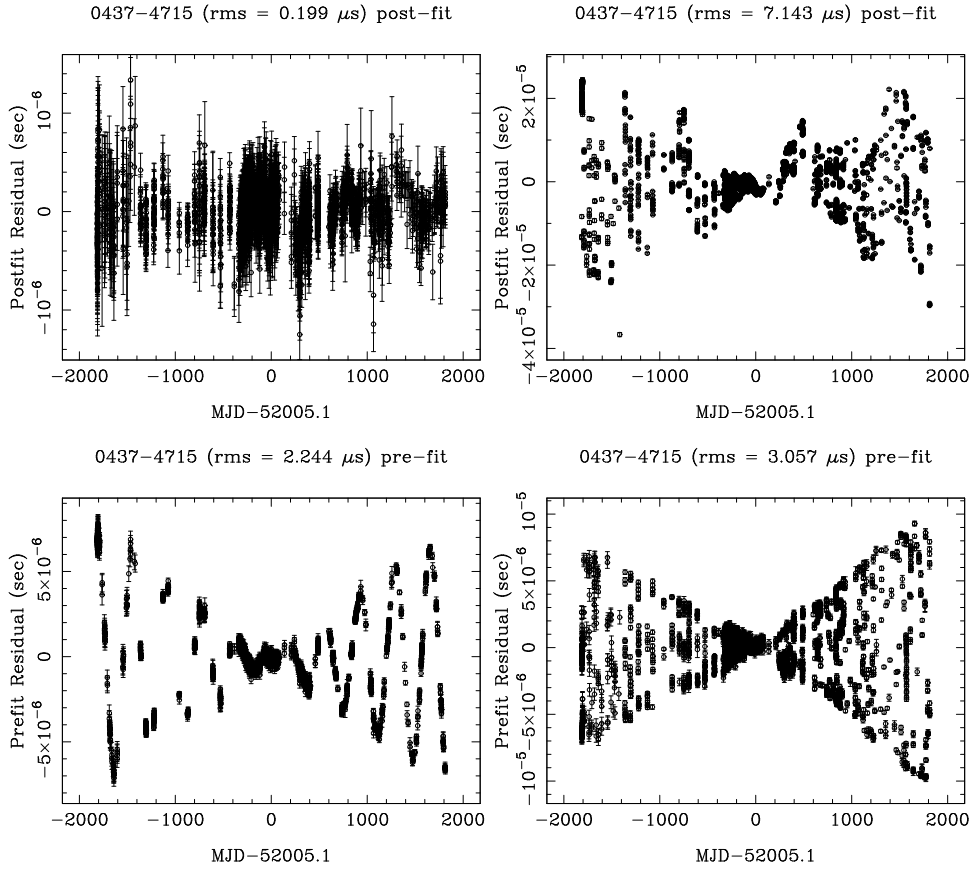 0437−4715 (rms = 0.199 μs) post−fit
Postfit Residual (sec)
10⁻⁶
0
−10⁻⁶
−2000 −1000 0 1000 2000
MJD−52005.1
0437−4715 (rms = 7.143 μs) post−fit
Postfit Residual (sec)
2×10⁻⁵
0
−2×10⁻⁵
−4×10⁻⁵
−2000 −1000 0 1000 2000
MJD−52005.1
0437−4715 (rms = 2.244 μs) pre−fit
Prefit Residual (sec)
5×10⁻⁶
0
−5×10⁻⁶
−2000 −1000 0 1000 2000
MJD−52005.1
0437−4715 (rms = 3.057 μs) pre−fit
Prefit Residual (sec)
10⁻⁵
5×10⁻⁶
0
−5×10⁻⁶
−10⁻⁵
−2000 −1000 0 1000 2000
MJD−52005.1